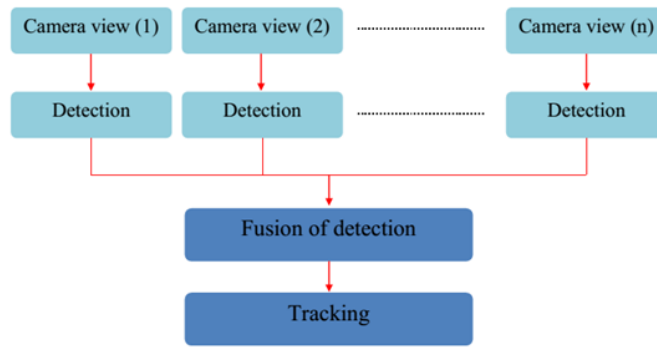 Camera view (1)
Camera view (2)
Camera view (n)
Detection
Detection
Detection
Fusion of detection
Tracking